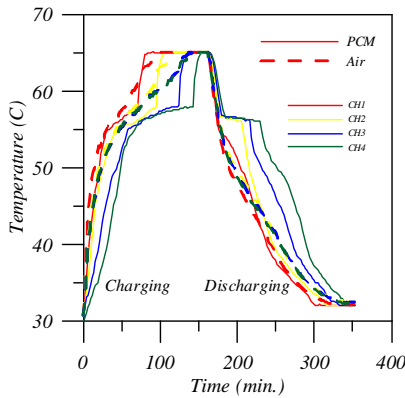 70
60
50
40
30
Temperature (C)
PCM
Air
CH1
CH2
CH3
CH4
Charging
Discharging
0 100 200 300 400
Time (min.)